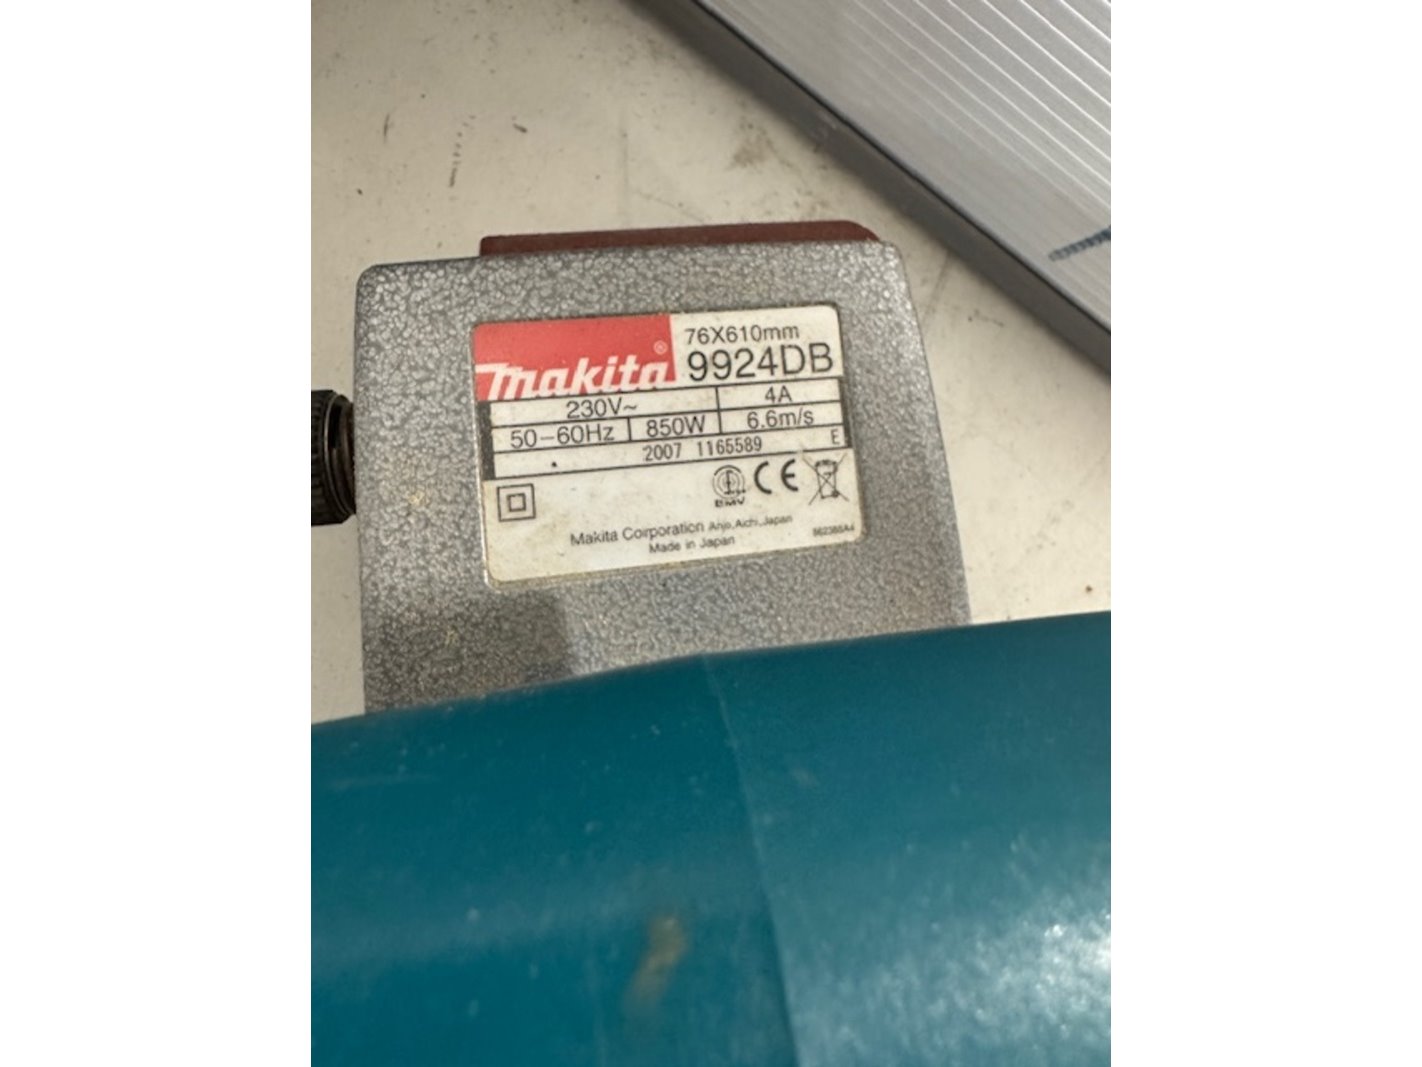 76X610mm
makita® 9924DB
230V~ 4A
50-60Hz 850W 6.6m/s
2007 1165589 E
CE
Makita Corporation Anjo, Aichi, Japan
Made in Japan